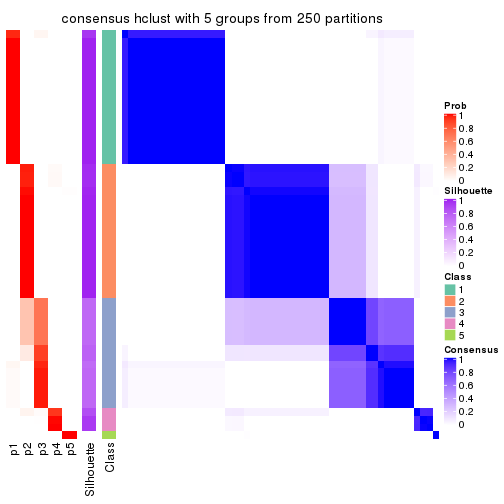 consensus hclust with 5 groups from 250 partitions
Prob
1
0.8
0.6
0.4
0.2
0
Silhouette
1
0.8
0.6
0.4
0.2
0
Class
1
2
3
4
5
Consensus
1
0.8
0.6
0.4
0.2
0
p1
p2
p3
p4
p5
Silhouette
Class